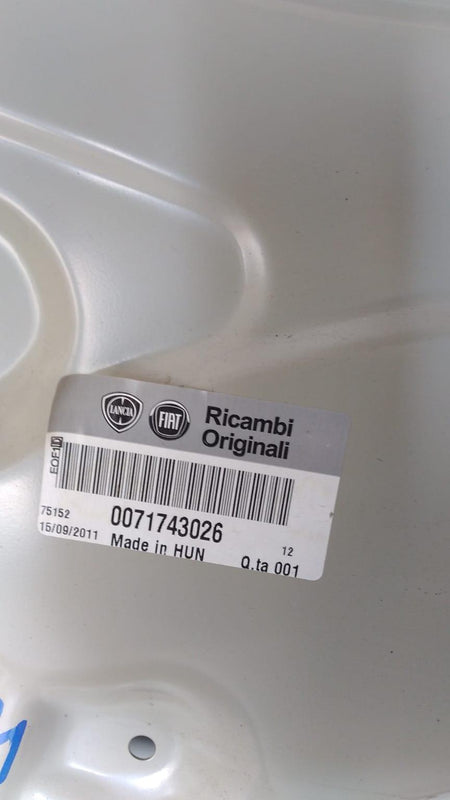 LANCIA
FIAT
Ricambi
Originali
75152
0071743026
12
15/09/2011
Made in HUN
Q.ta 001